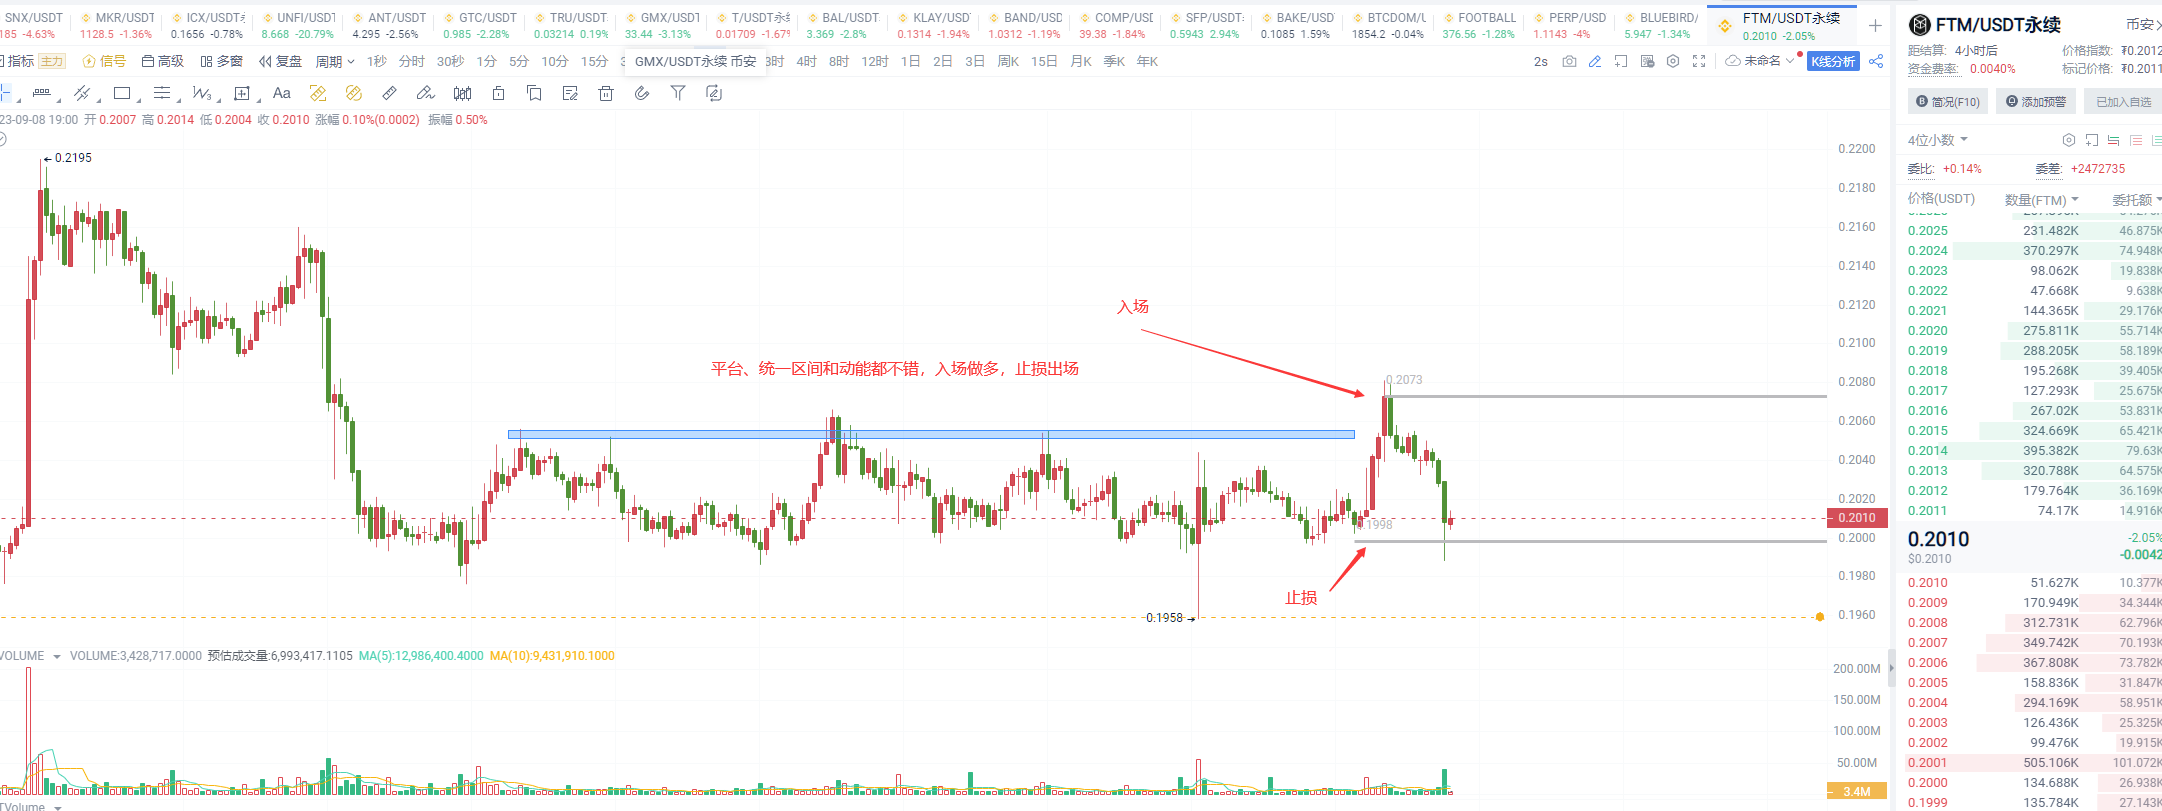 SNX/USDT MKR/USDT ICX/USDT永 UNFI/USDT ANT/USDT GTC/USDT TRU/USDT GMX/USDT T/USDT永续 BAL/USDT KLAY/USDT BAND/USD COMP/USD SFP/USDT BAKE/USD BTCDOM/U FOOTBALL PERP/USD BLUEBIRD/ FTM/USDT永续
185 -4.63% 1128.5 -1.36% 0.1656 -0.78% 8.668 -20.79% 4.295 -2.56% 0.985 -2.28% 0.03214 0.19% 33.44 -3.13% 0.01709 -1.67% 3.369 -2.8% 0.1314 -1.94% 1.0312 -1.19% 39.38 -1.84% 0.5943 2.94% 0.1085 1.59% 1854.2 -0.04% 376.56 -1.28% 1.1143 -4% 5.947 -1.34% 0.2010 -2.05%
指标 主力 信号 高级 多窗 复盘 周期 1秒 分时 30秒 1分 5分 10分 15分 GMX/USDT永续 币安 3时 4时 8时 12时 1日 2日 3日 周K 15日 月K 季K 年K 2s 未命名 K线分析
Aa
23-09-08 19:00 开 0.2007 高 0.2014 低 0.2004 收 0.2010 涨幅 0.10%(0.0002) 振幅 0.50%
0.2195
入场
平台、统一区间和动能都不错，入场做多，止损出场
0.2073
0.1998
止损
0.1958
0.2200
0.2180
0.2160
0.2140
0.2120
0.2100
0.2080
0.2060
0.2040
0.2020
0.2010
0.2000
0.1980
0.1960
VOLUME VOLUME:3,428,717.0000 预估成交量:6,993,417.1105 MA(5):12,986,400.4000 MA(10):9,431,910.1000
200.00M
150.00M
100.00M
50.00M
3.4M
TVolume
FTM/USDT永续 币安
距结算: 4小时后 价格指数: ₮0.2012
资金费率: 0.0040% 标记价格: ₮0.2011
简况(F10) 添加预警 已加入自选
4位小数
委比: +0.14% 委差: +2472735
价格(USDT) 数量(FTM) 委托额
0.2025 231.482K 46.875K
0.2024 370.297K 74.948K
0.2023 98.062K 19.838K
0.2022 47.668K 9.638K
0.2021 144.365K 29.176K
0.2020 275.811K 55.714K
0.2019 288.205K 58.189K
0.2018 195.268K 39.405K
0.2017 127.293K 25.675K
0.2016 267.02K 53.831K
0.2015 324.669K 65.421K
0.2014 395.382K 79.63K
0.2013 320.788K 64.575K
0.2012 179.764K 36.169K
0.2011 74.17K 14.916K
0.2010 -2.05%
$0.2010 -0.0042
0.2010 51.627K 10.377K
0.2009 170.949K 34.344K
0.2008 312.731K 62.796K
0.2007 349.742K 70.193K
0.2006 367.808K 73.782K
0.2005 158.836K 31.847K
0.2004 294.169K 58.951K
0.2003 126.436K 25.325K
0.2002 99.476K 19.915K
0.2001 505.106K 101.072K
0.2000 134.688K 26.938K
0.1999 135.784K 27.143K